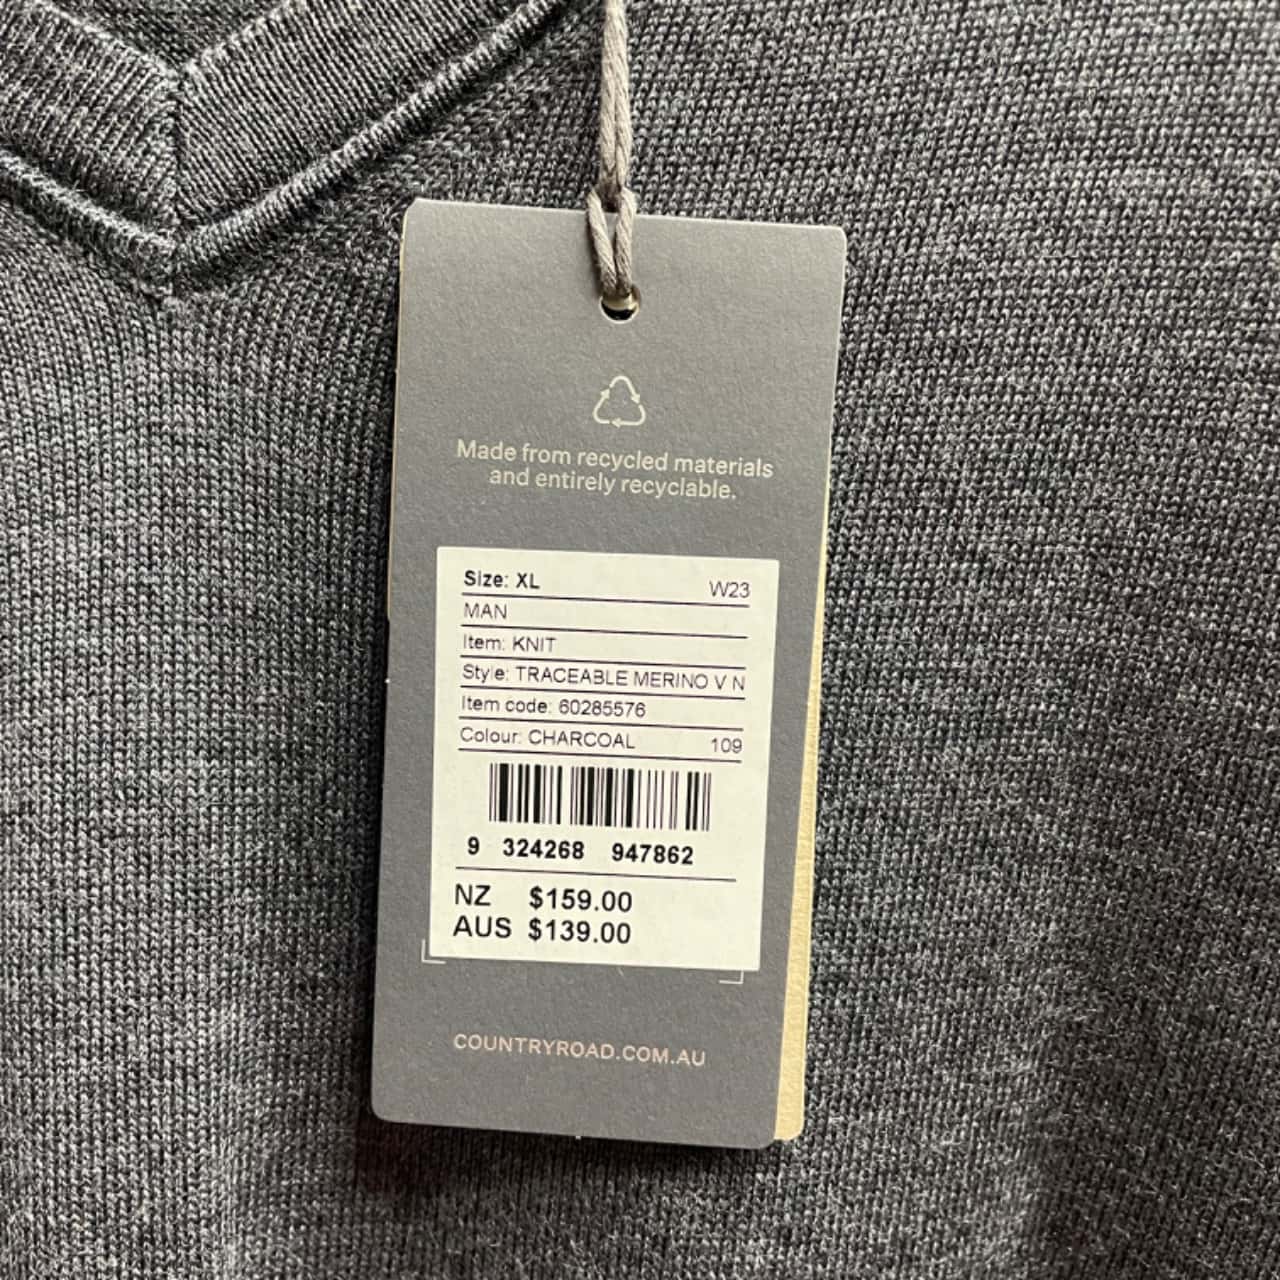 Made from recycled materials
and entirely recyclable.
Size: XL W23
MAN
Item: KNIT
Style: TRACEABLE MERINO V N
Item code: 60285576
Colour: CHARCOAL 109
9 324268 947862
NZ $159.00
AUS $139.00
COUNTRYROAD.COM.AU